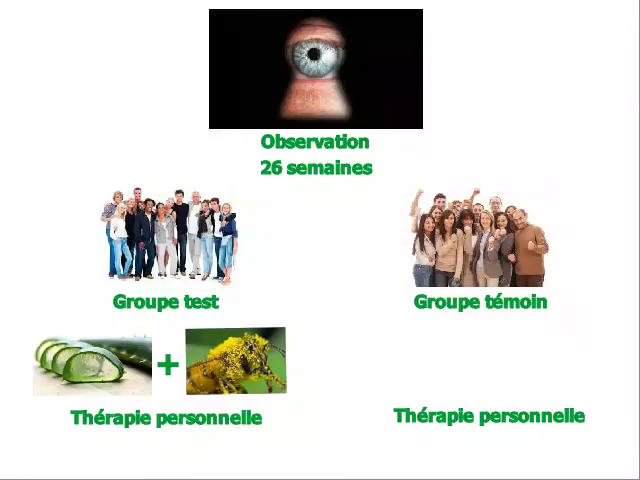 Observation
26 semaines
Groupe test
Groupe témoin
+
Thérapie personnelle
Thérapie personnelle